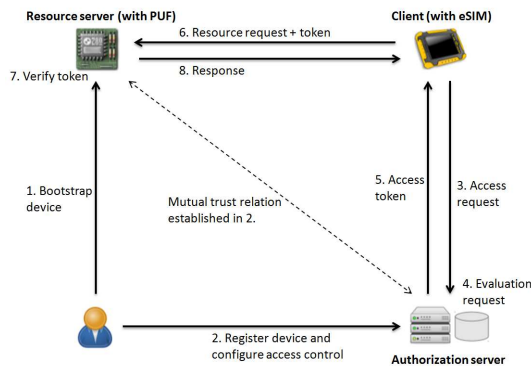 Resource server (with PUF)
Client (with eSIM)
6. Resource request + token
7. Verify token
8. Response
1. Bootstrap
device
Mutual trust relation
established in 2.
5. Access
token
3. Access
request
4. Evaluation
request
2. Register device and
configure access control
Authorization server